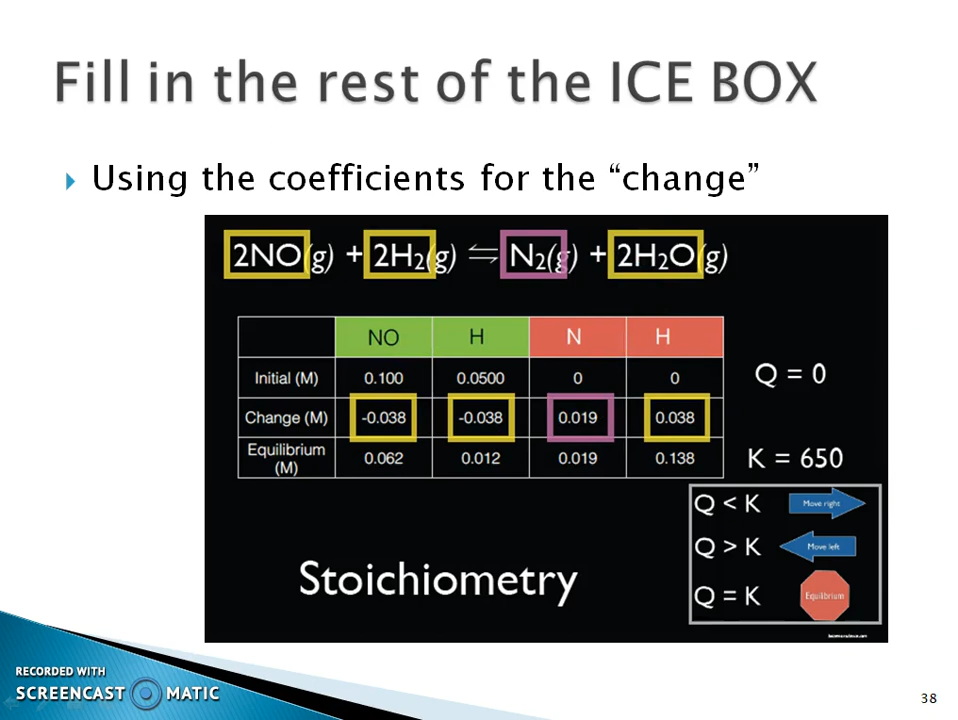 Fill in the rest of the ICE BOX
Using the coefficients for the “change”
2NO(g) + 2H₂(g) ⇌ N₂(g) + 2H₂O(g)
NO H N H
Initial (M) 0.100 0.0500 0 0
Q = 0
Change (M) -0.038 -0.038 0.019 0.038
Equilibrium
(M) 0.062 0.012 0.019 0.138
K = 650
Q < K Move right
Q > K Move left
Q = K Equilibrium
Stoichiometry
RECORDED WITH
SCREENCAST MATIC
38